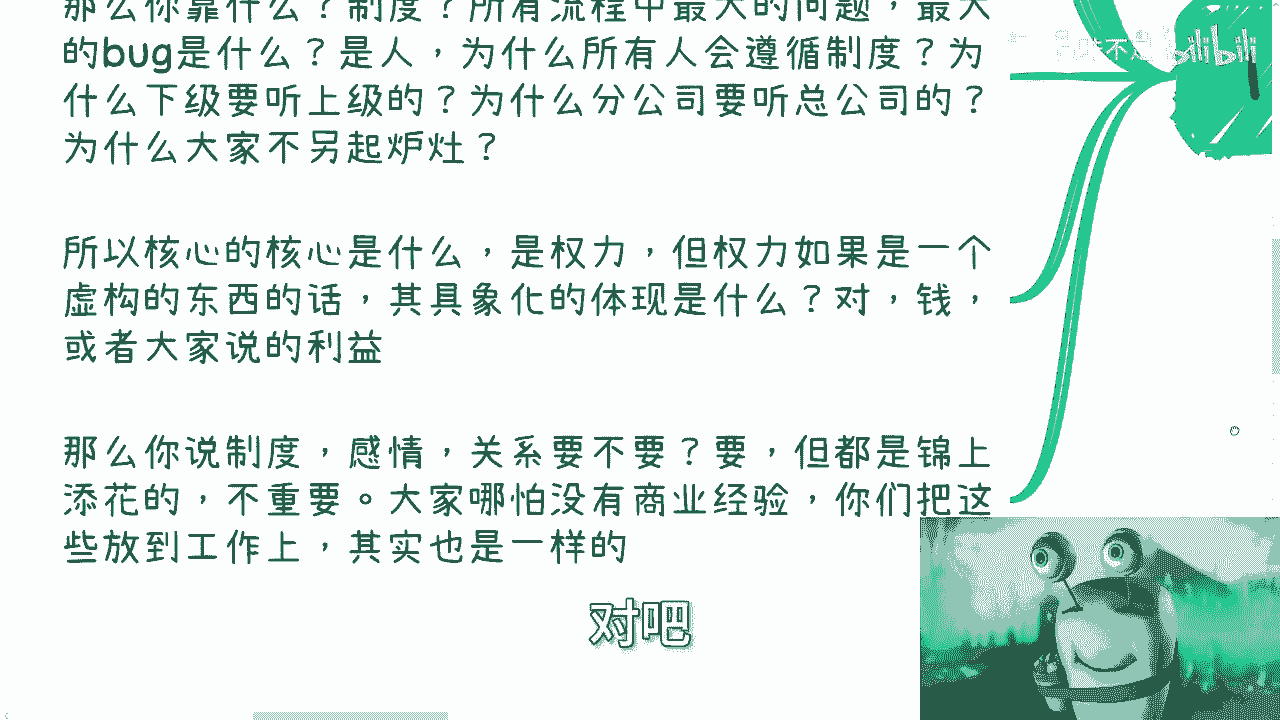 那么你靠什么？制度？所有流程中最大的问题，最大
的bug是什么？是人，为什么所有人会遵循制度？为
什么下级要听上级的？为什么分公司要听总公司的？
为什么大家不另起炉灶？
所以核心的核心是什么，是权力，但权力如果是一个
虚构的东西的话，其具象化的体现是什么？对，钱，
或者大家说的利益
那么你说制度，感情，关系要不要？要，但都是锦上
添花的，不重要。大家哪怕没有商业经验，你们把这
些放到工作上，其实也是一样的
对吧
bilibili